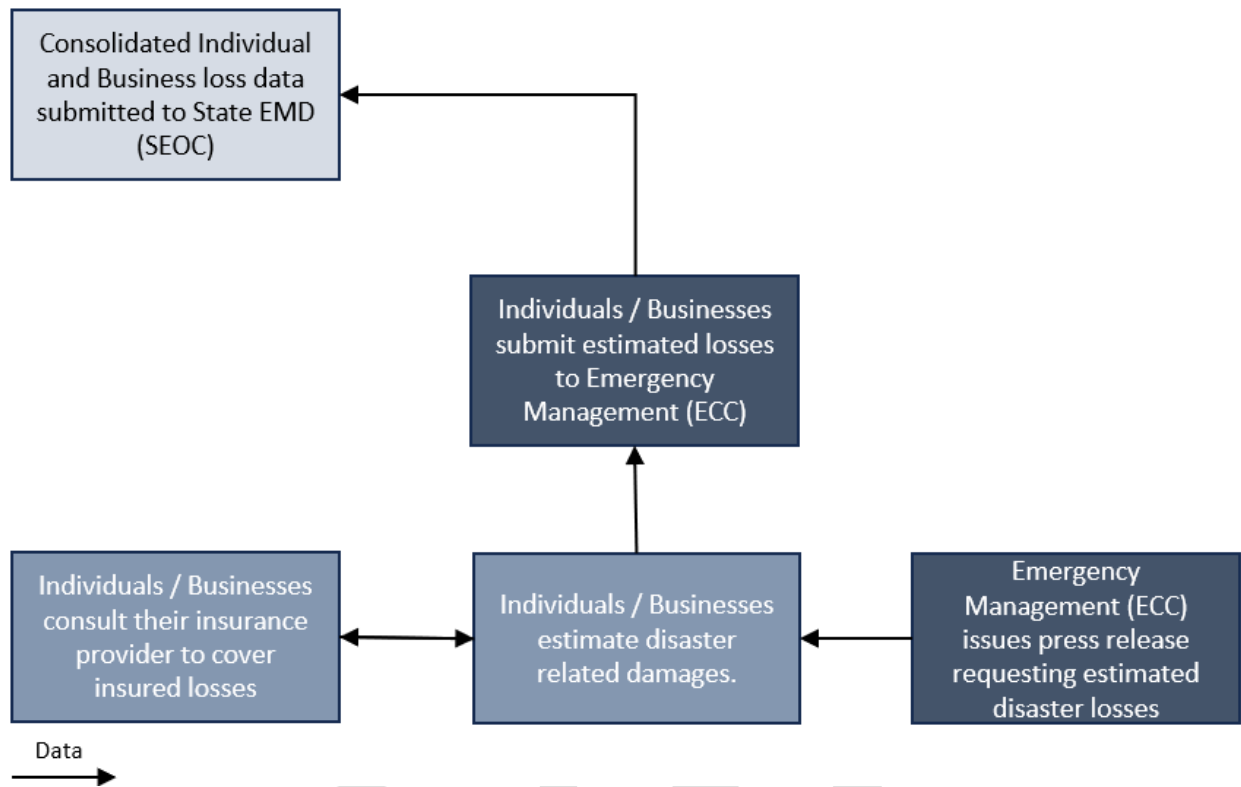 Consolidated Individual
and Business loss data
submitted to State EMD
(SEOC)
Individuals / Businesses
submit estimated losses
to Emergency
Management (ECC)
Individuals / Businesses
consult their insurance
provider to cover
insured losses
Individuals / Businesses
estimate disaster
related damages.
Emergency
Management (ECC)
issues press release
requesting estimated
disaster losses
Data